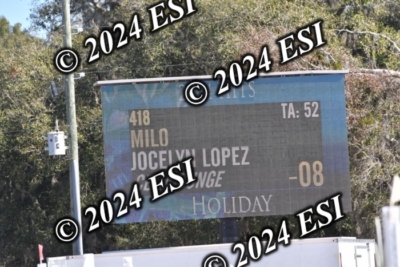 © 2024 ESI
© 2024 ESI
418 TA: 52
MILO
JOCELYN LOPEZ
-08
© 2024 ESI
HOLIDAY
© 2024 ESI
© 2024 ESI